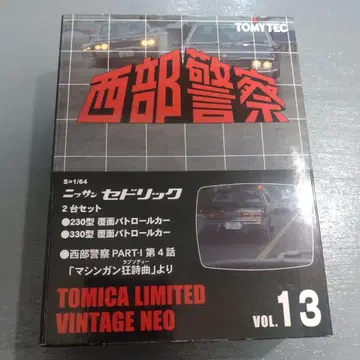 TOMYTEC
西部警察
S=1/64
ニッサン セドリック
2台セット
●230型 覆面パトロールカー
●330型 覆面パトロールカー
●西部警察 PART-Ⅰ 第4話
ラプソディー
「マシンガン狂詩曲」より
TOMICA LIMITED
VINTAGE NEO
VOL.13